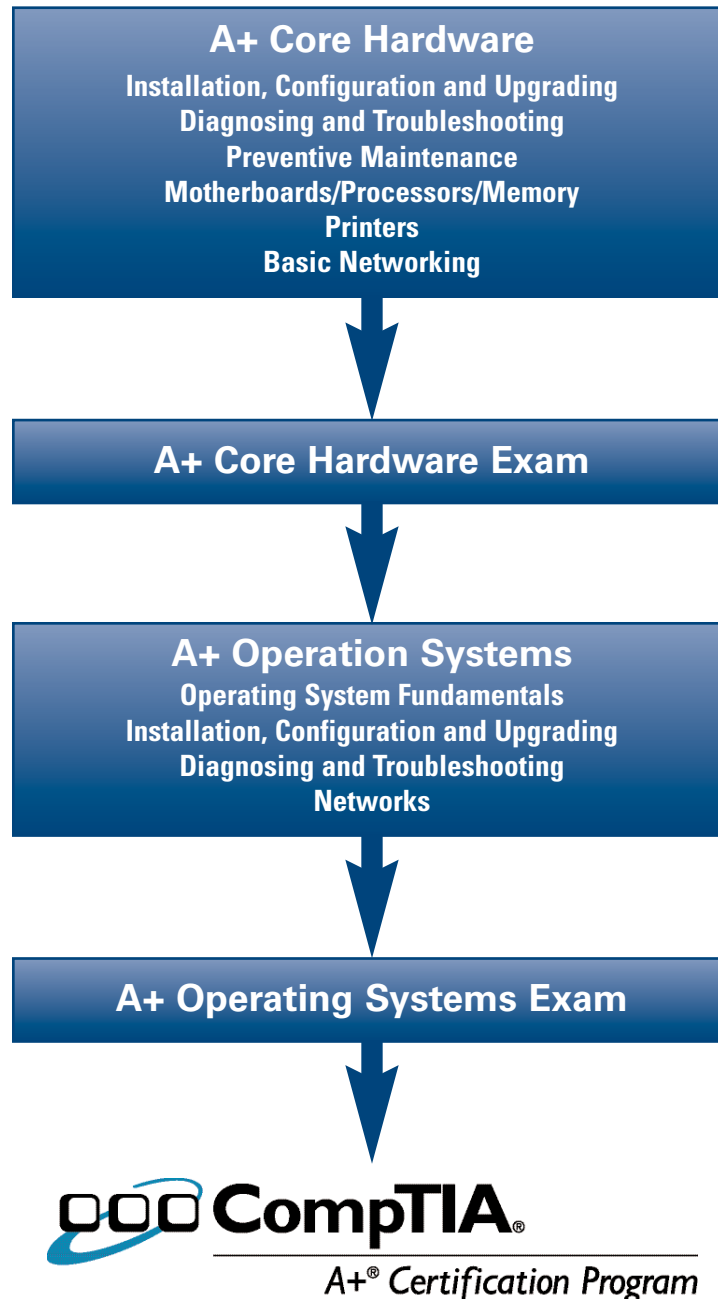 A+ Core Hardware
Installation, Configuration and Upgrading
Diagnosing and Troubleshooting
Preventive Maintenance
Motherboards/Processors/Memory
Printers
Basic Networking
A+ Core Hardware Exam
A+ Operation Systems
Operating System Fundamentals
Installation, Configuration and Upgrading
Diagnosing and Troubleshooting
Networks
A+ Operating Systems Exam
CompTIA®
A+® Certification Program